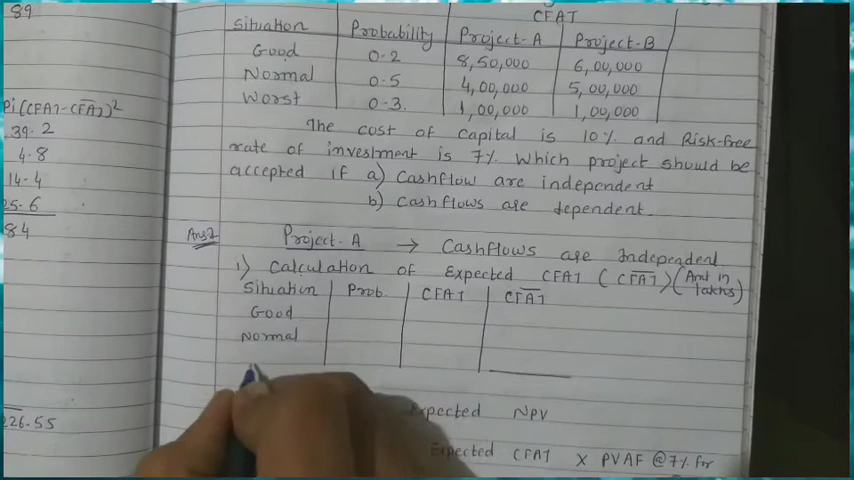 89
Pi(CFAT-CFAT)²
39.2
4.8
14.4
25.6
84
226.55
CFAT
Situation Probability Project-A Project-B
Good 0.2 8,50,000 6,00,000
Normal 0.5 4,00,000 5,00,000
Worst 0.3. 1,00,000 1,00,000
The cost of capital is 10% and Risk-free
rate of investment is 7%. Which project should be
accepted if a) Cashflow are independent
b) Cashflows are dependent.
Ans2 Project-A → Cashflows are Independent
1) Calculation of Expected CFAT (C̅F̅A̅T̅) (Amt in lakhs)
Situation Prob. CFAT C̅F̅A̅T̅
Good
Normal
Expected NPV
Expected CFAT X PVAF @7% for